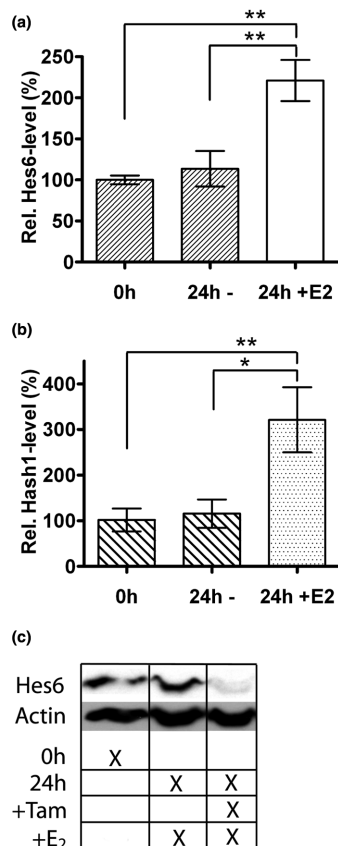 (a)
**
**
Rel. Hes6-level (%)
250
200
150
100
50
0
0h 24h - 24h +E2
(b)
**
*
Rel. Hash1-level (%)
400
300
200
100
0
0h 24h - 24h +E2
(c)
Hes6
Actin
0h X
24h X X
+Tam X
+E₂ X X